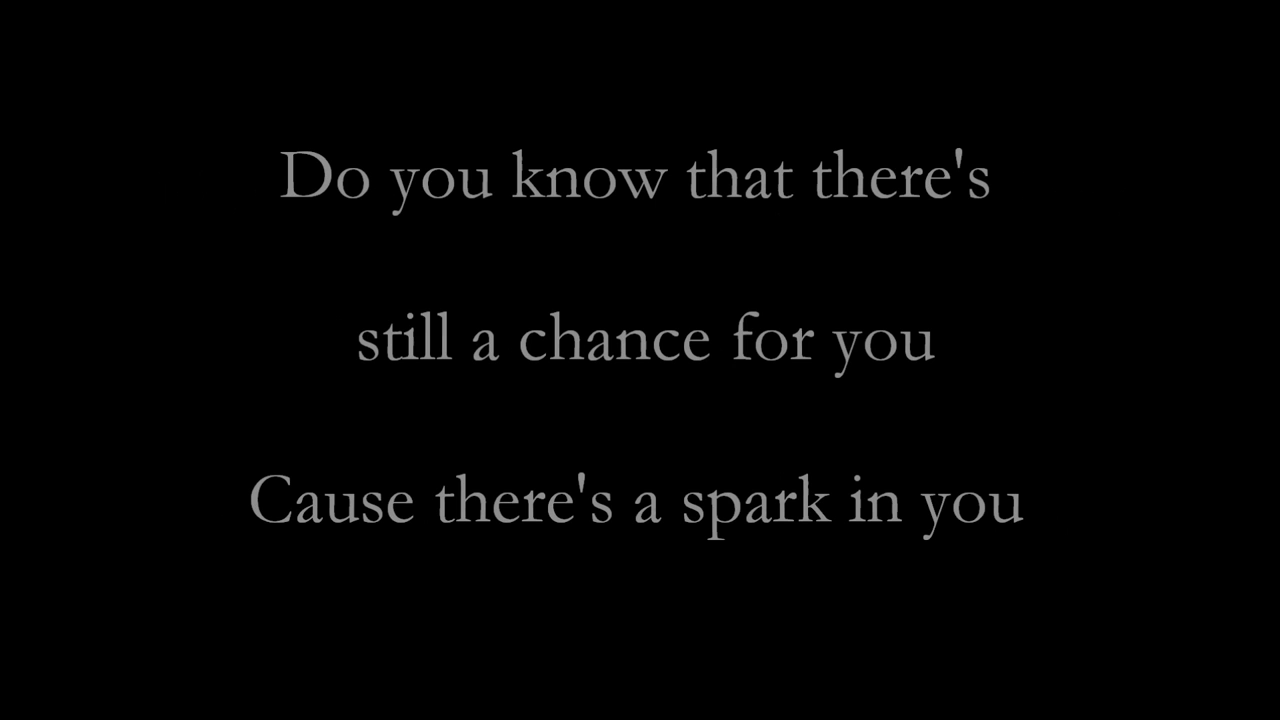 Do you know that there's
still a chance for you
Cause there's a spark in you